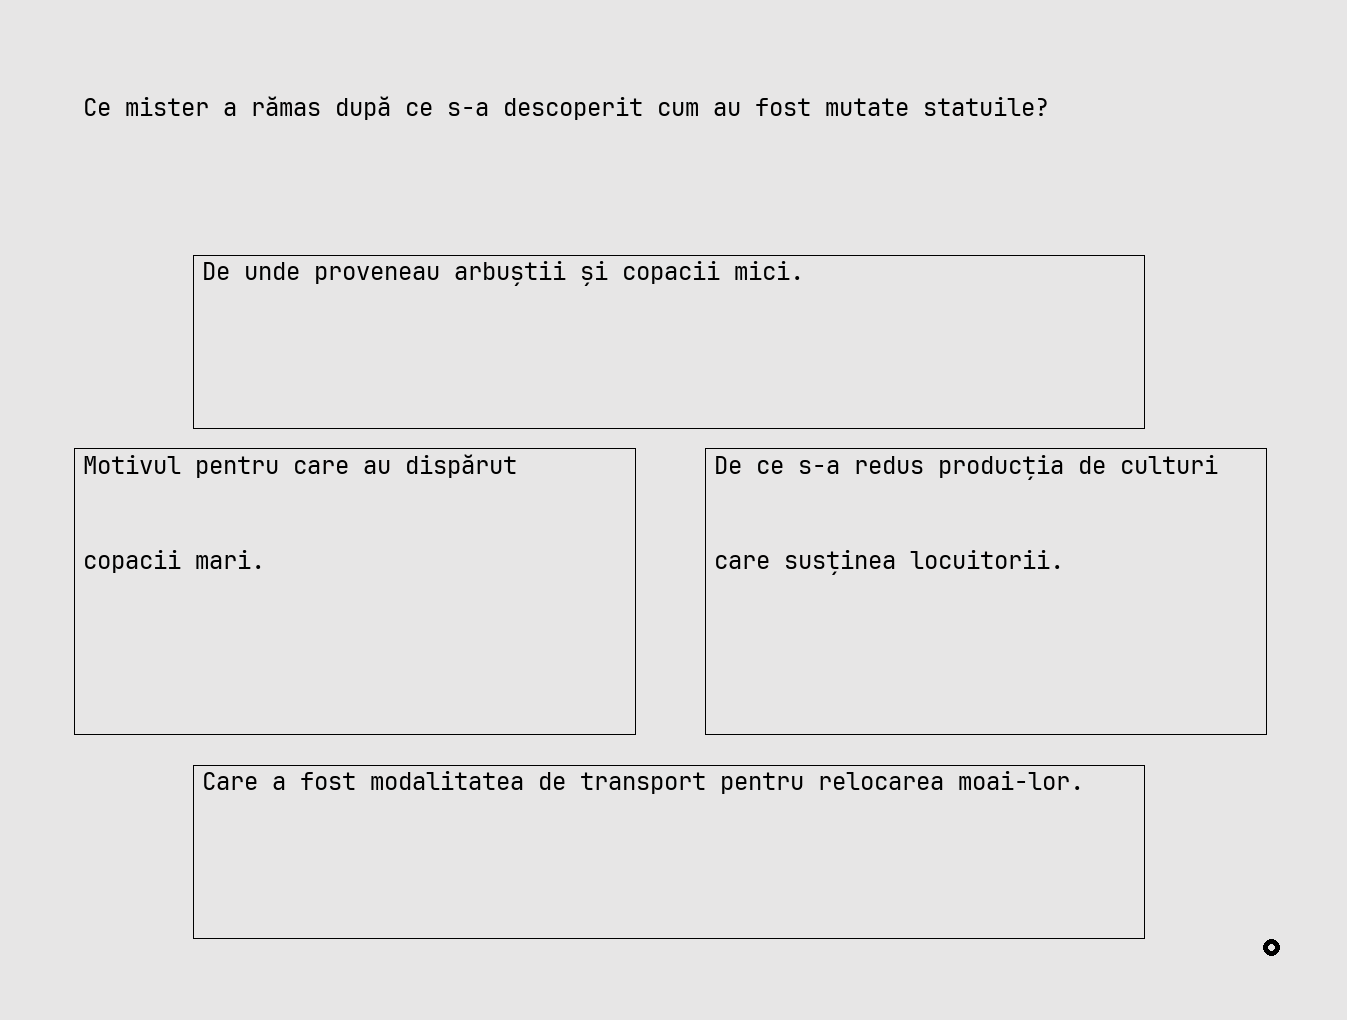 Ce mister a rămas după ce s-a descoperit cum au fost mutate statuile?
De unde proveneau arbuștii și copacii mici.
Motivul pentru care au dispărut
copacii mari.
De ce s-a redus producția de culturi
care susținea locuitorii.
Care a fost modalitatea de transport pentru relocarea moai-lor.